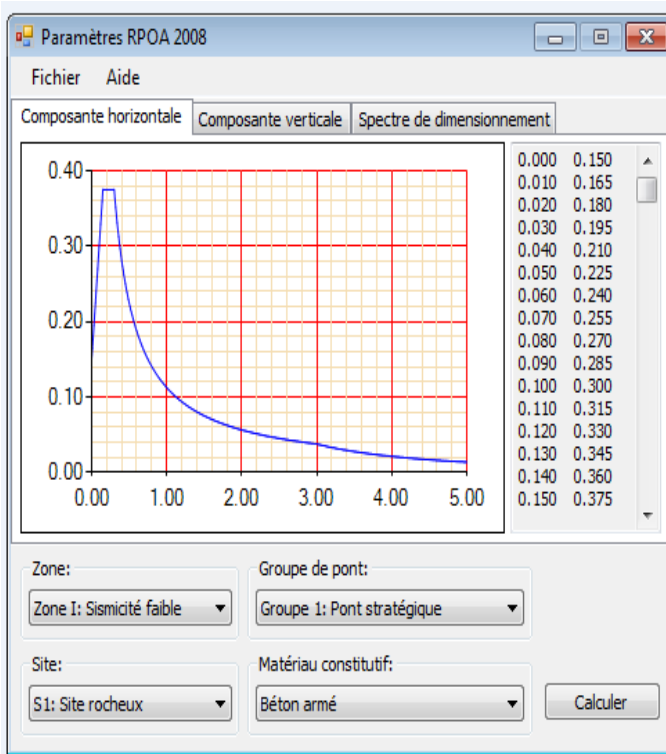 Paramètres RPOA 2008
Fichier Aide
Composante horizontale Composante verticale Spectre de dimensionnement
0.40
0.30
0.20
0.10
0.00
0.00 1.00 2.00 3.00 4.00 5.00
0.000 0.150
0.010 0.165
0.020 0.180
0.030 0.195
0.040 0.210
0.050 0.225
0.060 0.240
0.070 0.255
0.080 0.270
0.090 0.285
0.100 0.300
0.110 0.315
0.120 0.330
0.130 0.345
0.140 0.360
0.150 0.375
Zone: Groupe de pont:
Zone I: Sismicité faible Groupe 1: Pont stratégique
Site: Matériau constitutif:
S1: Site rocheux Béton armé Calculer